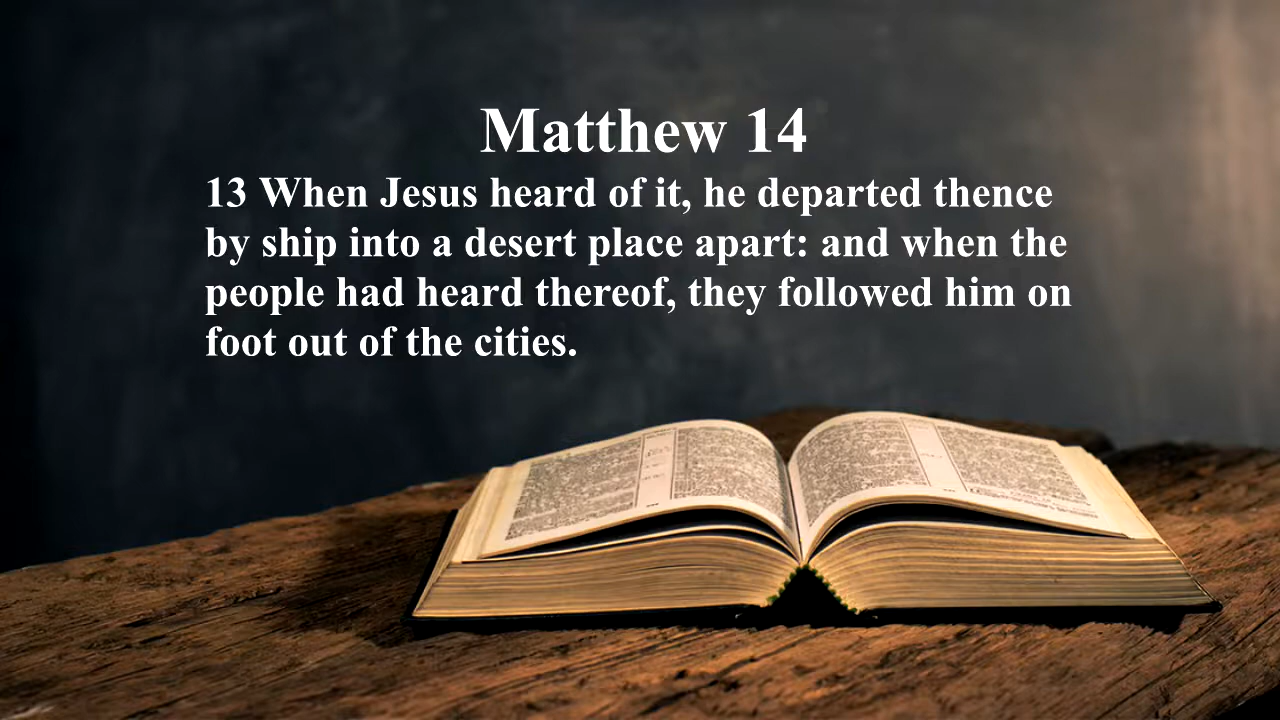 Matthew 14
13 When Jesus heard of it, he departed thence
by ship into a desert place apart: and when the
people had heard thereof, they followed him on
foot out of the cities.